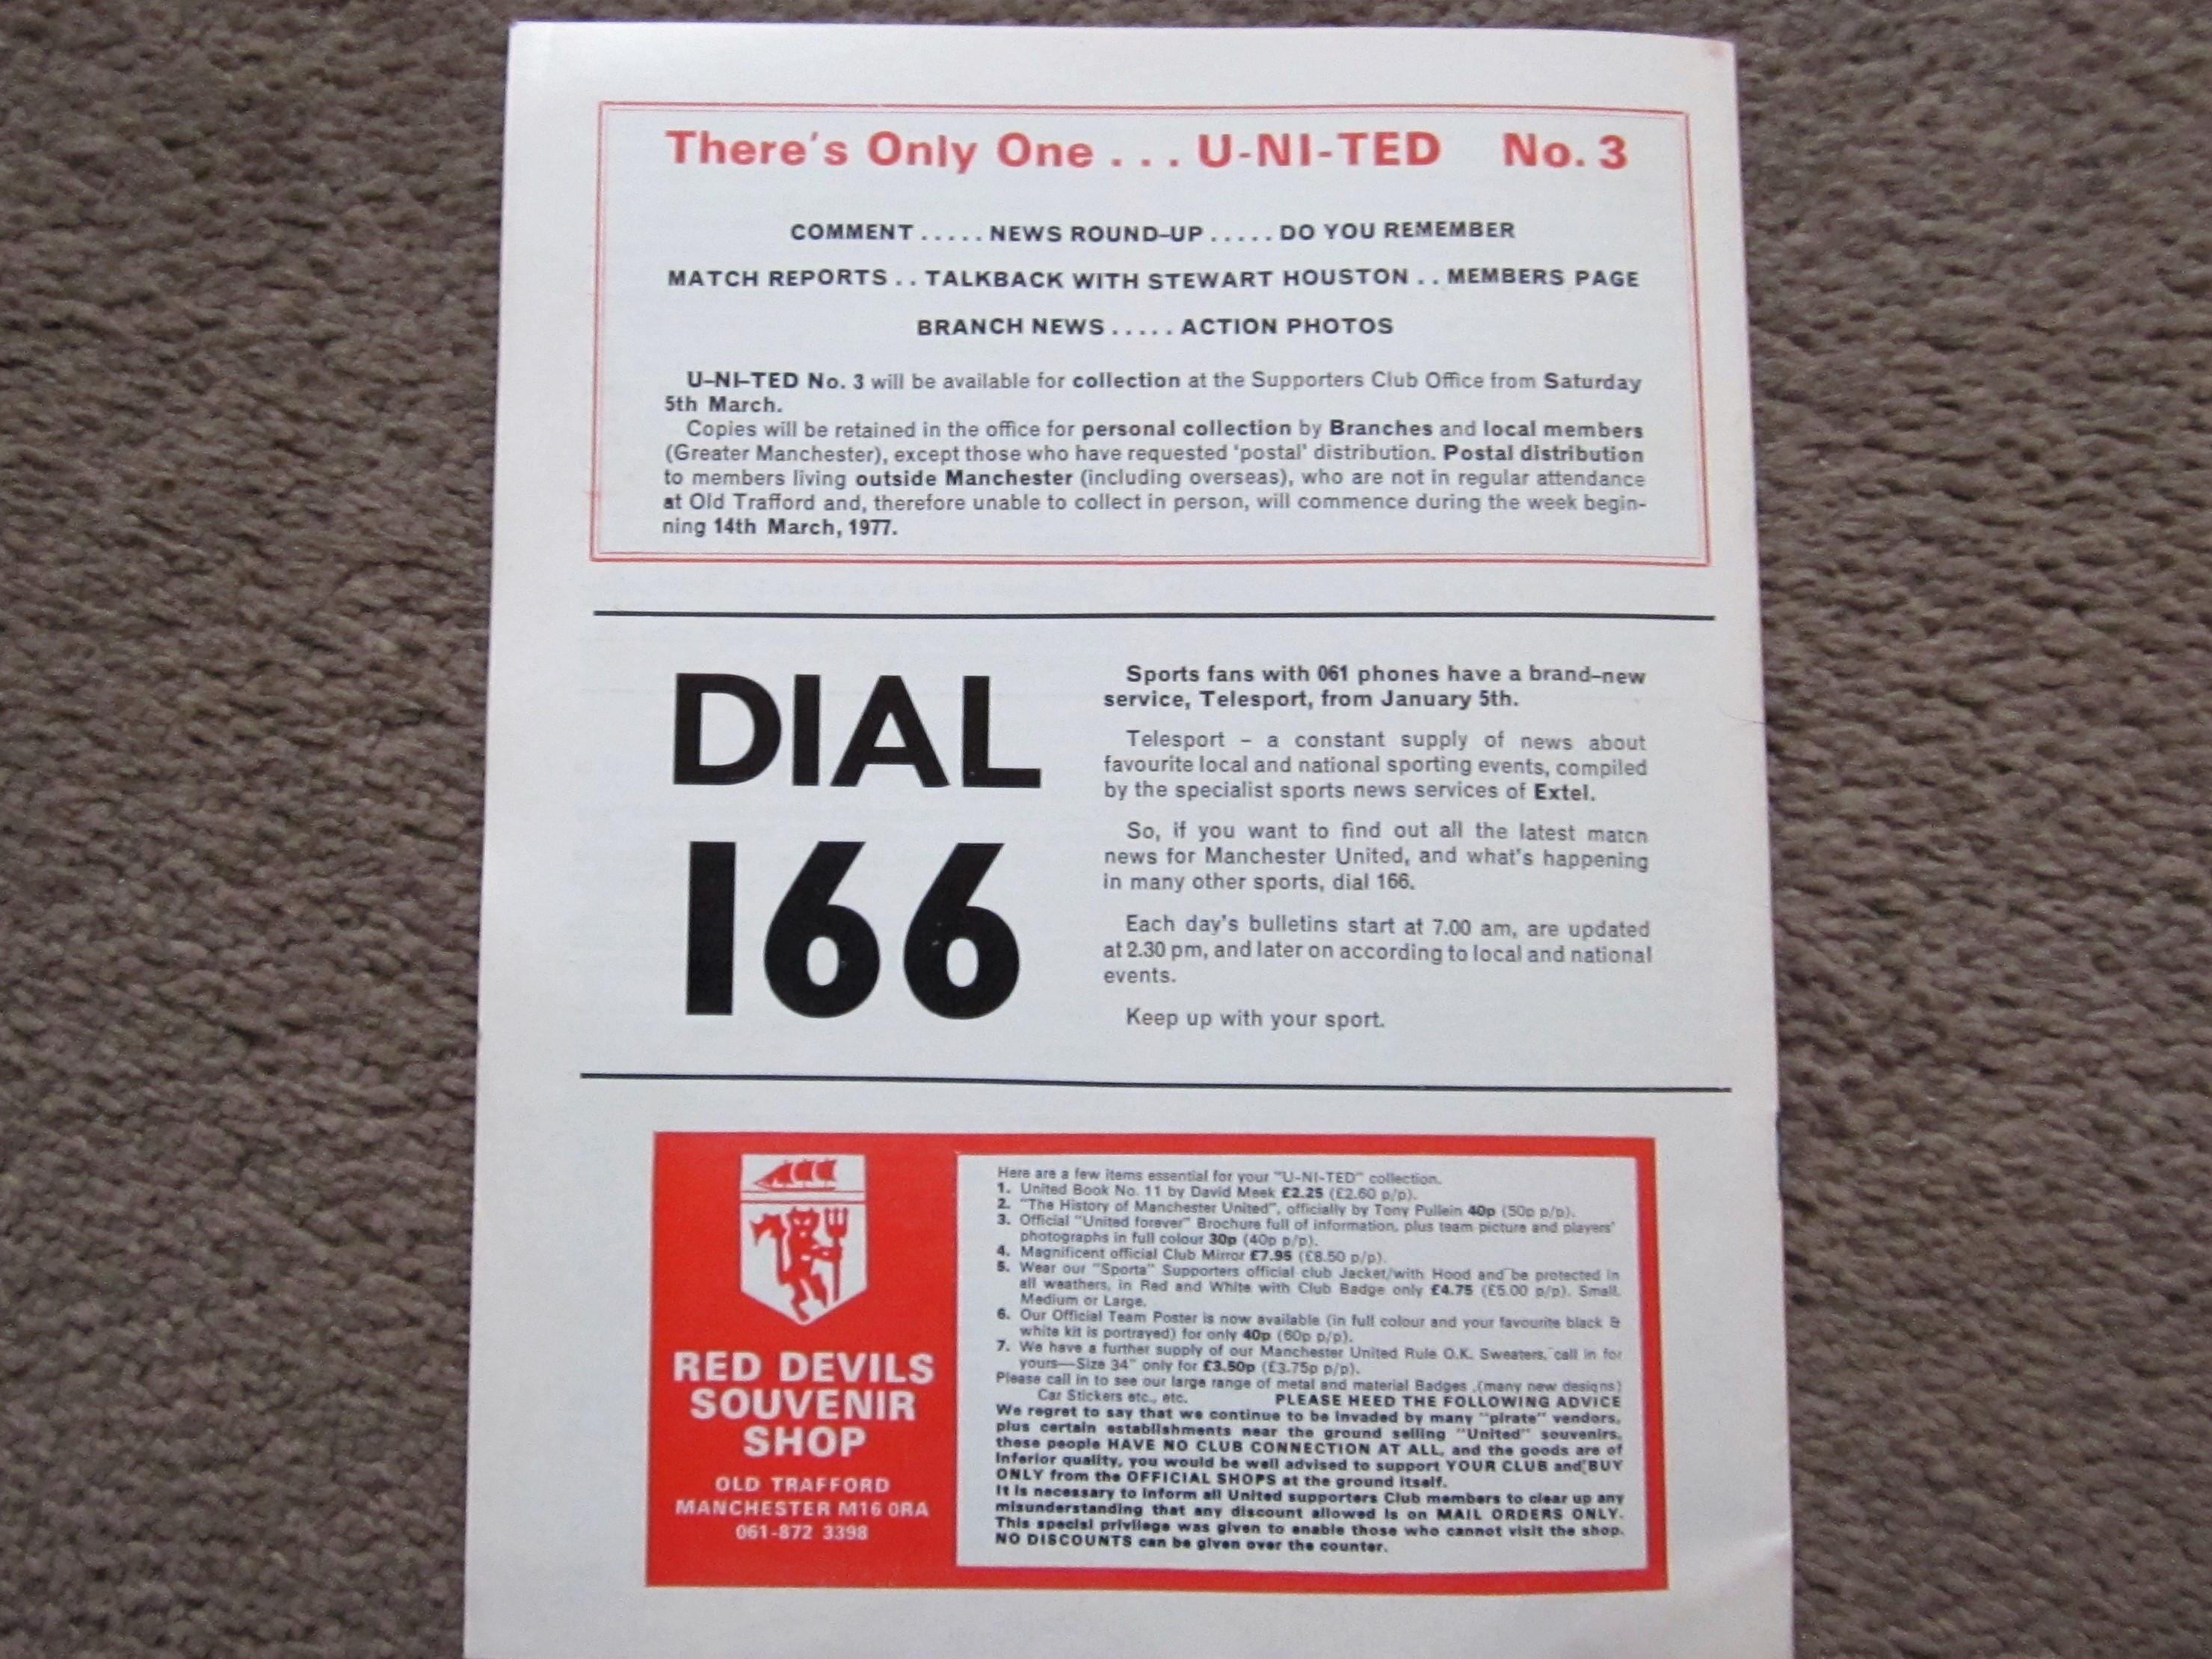 There's Only One . . . U-NI-TED No. 3
COMMENT ..... NEWS ROUND-UP ..... DO YOU REMEMBER
MATCH REPORTS .. TALKBACK WITH STEWART HOUSTON .. MEMBERS PAGE
BRANCH NEWS ..... ACTION PHOTOS
U-NI-TED No. 3 will be available for collection at the Supporters Club Office from Saturday
5th March.
Copies will be retained in the office for personal collection by Branches and local members
(Greater Manchester), except those who have requested 'postal' distribution. Postal distribution
to members living outside Manchester (including overseas), who are not in regular attendance
at Old Trafford and, therefore unable to collect in person, will commence during the week begin-
ning 14th March, 1977.
DIAL
166
Sports fans with 061 phones have a brand-new
service, Telesport, from January 5th.
Telesport – a constant supply of news about
favourite local and national sporting events, compiled
by the specialist sports news services of Extel.
So, if you want to find out all the latest match
news for Manchester United, and what's happening
in many other sports, dial 166.
Each day's bulletins start at 7.00 am, are updated
at 2.30 pm, and later on according to local and national
events.
Keep up with your sport.
RED DEVILS
SOUVENIR
SHOP
OLD TRAFFORD
MANCHESTER M16 0RA
061-872 3398
Here are a few items essential for your "U-NI-TED" collection.
1. United Book No. 11 by David Meek £2.25 (£2.60 p/p).
2. "The History of Manchester United", officially by Tony Pullein 40p (50p p/p).
3. Official "United forever" Brochure full of information, plus team picture and players'
photographs in full colour 30p (40p p/p).
4. Magnificent official Club Mirror £7.95 (£8.50 p/p).
5. Wear our "Sporta" Supporters official club Jacket/with Hood and be protected in
all weathers, in Red and White with Club Badge only £4.75 (£5.00 p/p). Small,
Medium or Large.
6. Our Official Team Poster is now available (in full colour and your favourite black &
white kit is portrayed) for only 40p (60p p/p).
7. We have a further supply of our Manchester United Rule O.K. Sweaters, call in for
yours—Size 34" only for £3.50p (£3.75p p/p).
Please call in to see our large range of metal and material Badges ,(many new designs)
Car Stickers etc., etc. PLEASE HEED THE FOLLOWING ADVICE
We regret to say that we continue to be invaded by many "pirate" vendors,
plus certain establishments near the ground selling "United" souvenirs,
these people HAVE NO CLUB CONNECTION AT ALL, and the goods are of
inferior quality, you would be well advised to support YOUR CLUB and BUY
ONLY from the OFFICIAL SHOPS at the ground itself.
It is necessary to inform all United supporters Club members to clear up any
misunderstanding that any discount allowed is on MAIL ORDERS ONLY.
This special privilege was given to enable those who cannot visit the shop.
NO DISCOUNTS can be given over the counter.